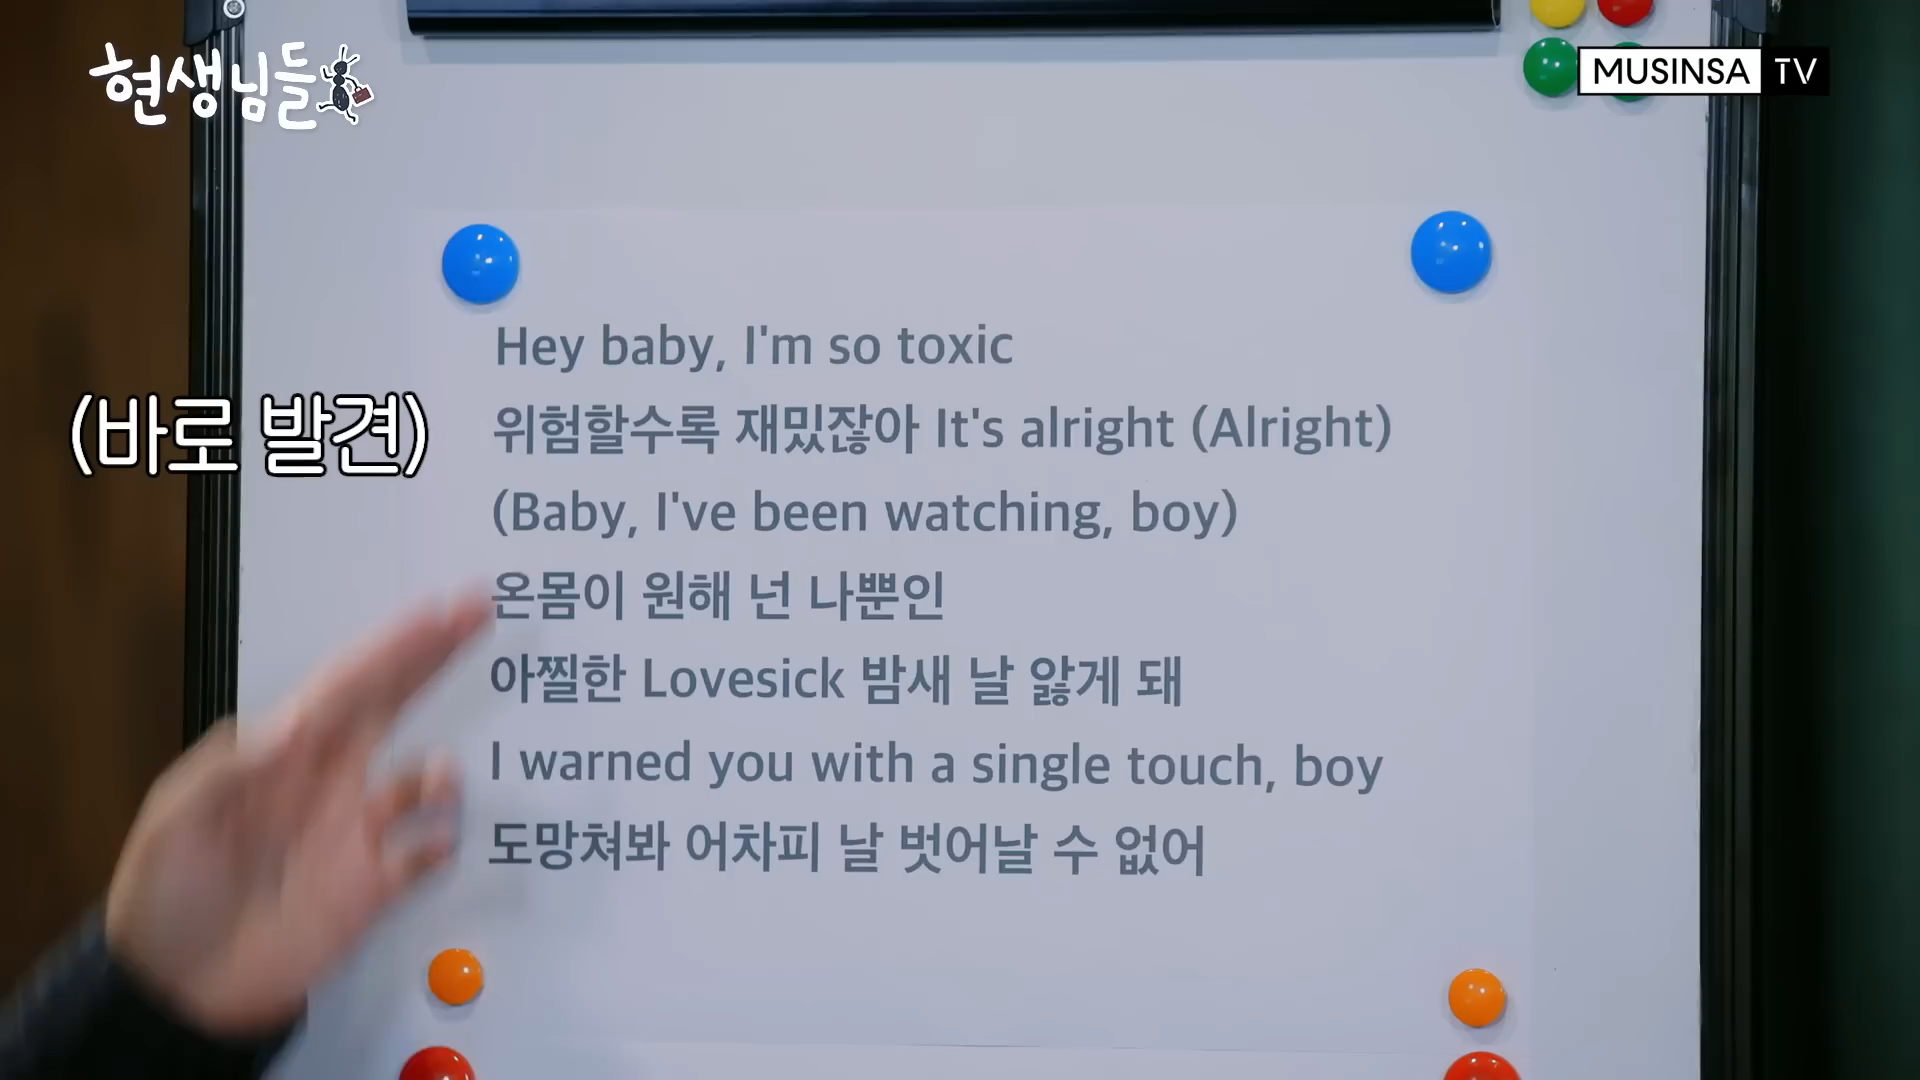 현생님들
MUSINSA TV
Hey baby, I'm so toxic
위험할수록 재밌잖아 It's alright (Alright)
(바로 발견)
(Baby, I've been watching, boy)
온몸이 원해 넌 나뿐인
아찔한 Lovesick 밤새 날 앓게 돼
I warned you with a single touch, boy
도망쳐봐 어차피 날 벗어날 수 없어